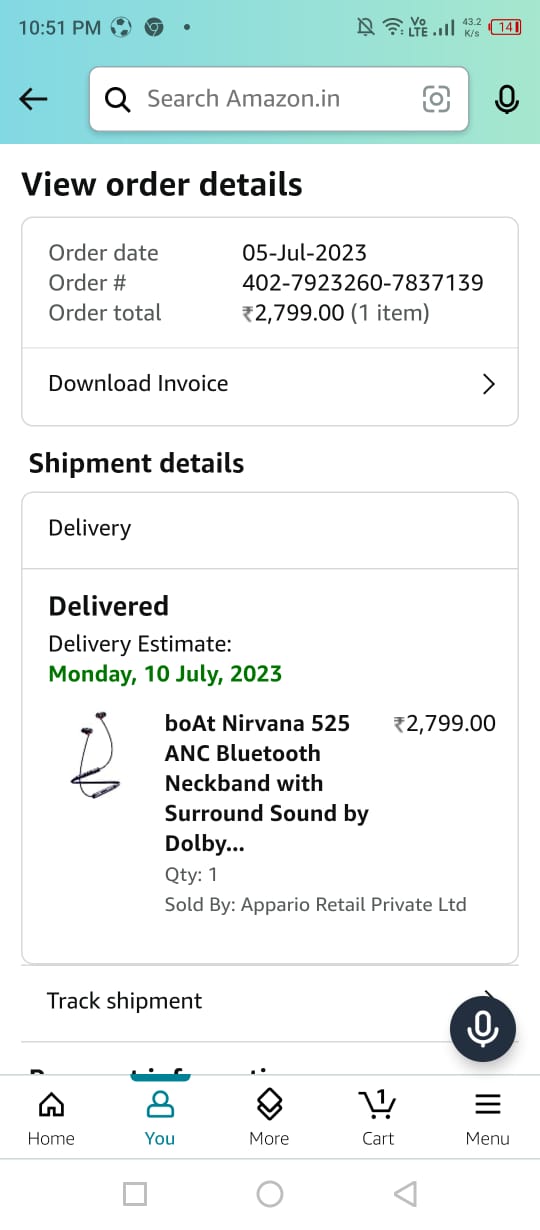 10:51 PM
Vo LTE 43.2 K/s 14
Search Amazon.in
View order details
Order date 05-Jul-2023
Order # 402-7923260-7837139
Order total ₹2,799.00 (1 item)
Download Invoice
Shipment details
Delivery
Delivered
Delivery Estimate:
Monday, 10 July, 2023
boAt Nirvana 525 ₹2,799.00
ANC Bluetooth
Neckband with
Surround Sound by
Dolby...
Qty: 1
Sold By: Appario Retail Private Ltd
Track shipment
1
Home You More Cart Menu